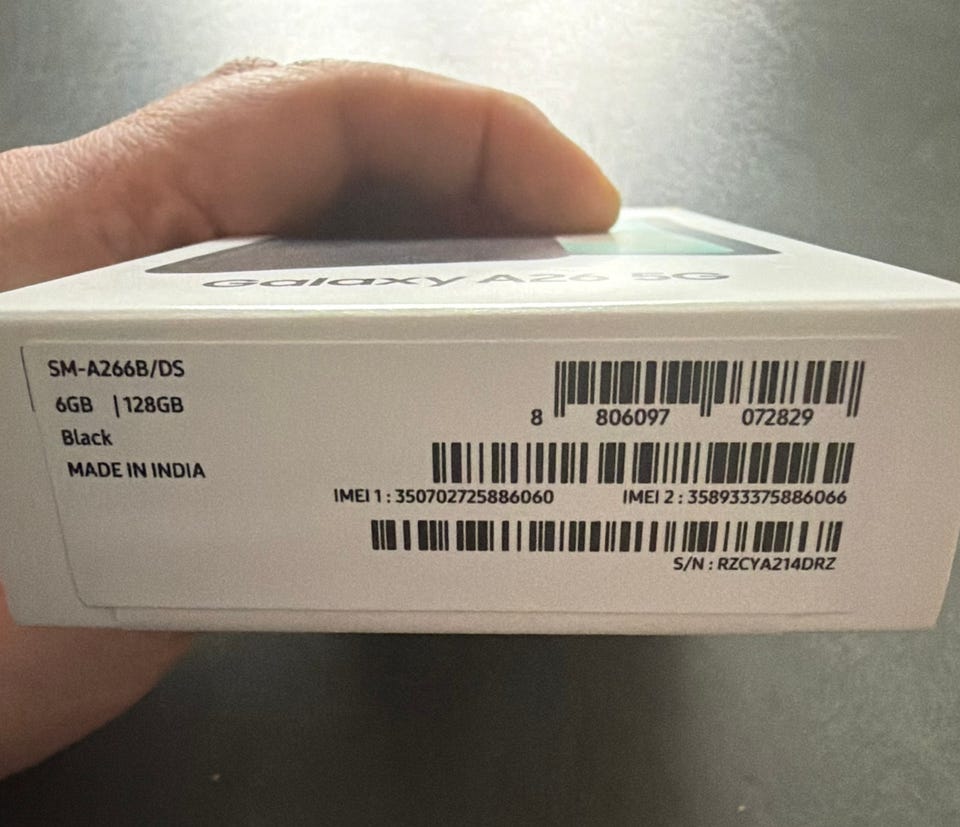 Galaxy A26 5G
SM-A266B/DS
6GB | 128GB
Black
MADE IN INDIA
8 806097 072829
IMEI 1 : 350702725886060 IMEI 2 : 358933375886066
S/N : RZCYA214DRZ